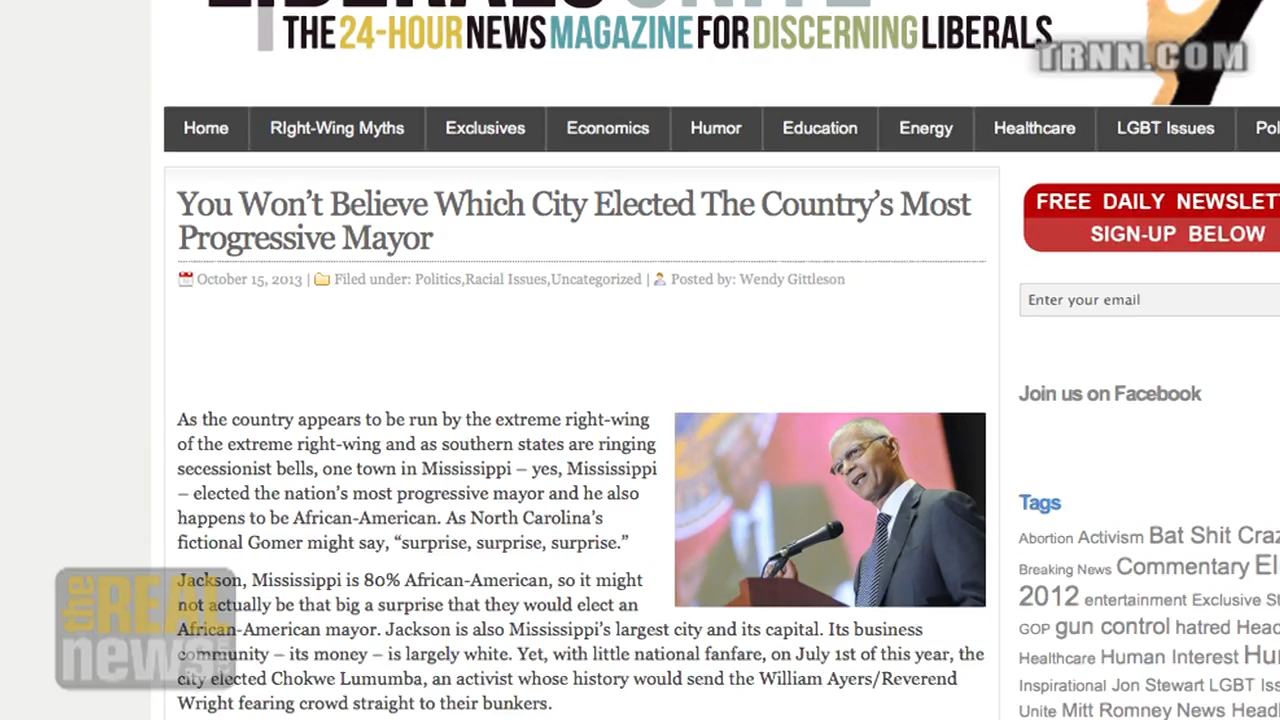 LIBERALS UNITE
THE 24-HOUR NEWS MAGAZINE FOR DISCERNING LIBERALS
TRNN.COM
Home RIght-Wing Myths Exclusives Economics Humor Education Energy Healthcare LGBT Issues
You Won't Believe Which City Elected The Country's Most
Progressive Mayor
October 15, 2013 | Filed under: Politics,Racial Issues,Uncategorized | Posted by: Wendy Gittleson
FREE DAILY NEWSLET
SIGN-UP BELOW
Enter your email
Join us on Facebook
As the country appears to be run by the extreme right-wing
of the extreme right-wing and as southern states are ringing
secessionist bells, one town in Mississippi – yes, Mississippi
– elected the nation's most progressive mayor and he also
happens to be African-American. As North Carolina's
fictional Gomer might say, “surprise, surprise, surprise.”
Jackson, Mississippi is 80% African-American, so it might
not actually be that big a surprise that they would elect an
African-American mayor. Jackson is also Mississippi's largest city and its capital. Its business
community – its money – is largely white. Yet, with little national fanfare, on July 1st of this year, the
city elected Chokwe Lumumba, an activist whose history would send the William Ayers/Reverend
Wright fearing crowd straight to their bunkers.
Tags
Abortion Activism Bat Shit Craz
Breaking News Commentary El
2012 entertainment Exclusive
GOP gun control hatred Head
Healthcare Human Interest Hu
Inspirational Jon Stewart LGBT Iss
Unite Mitt Romney News Headl
the REAL
news